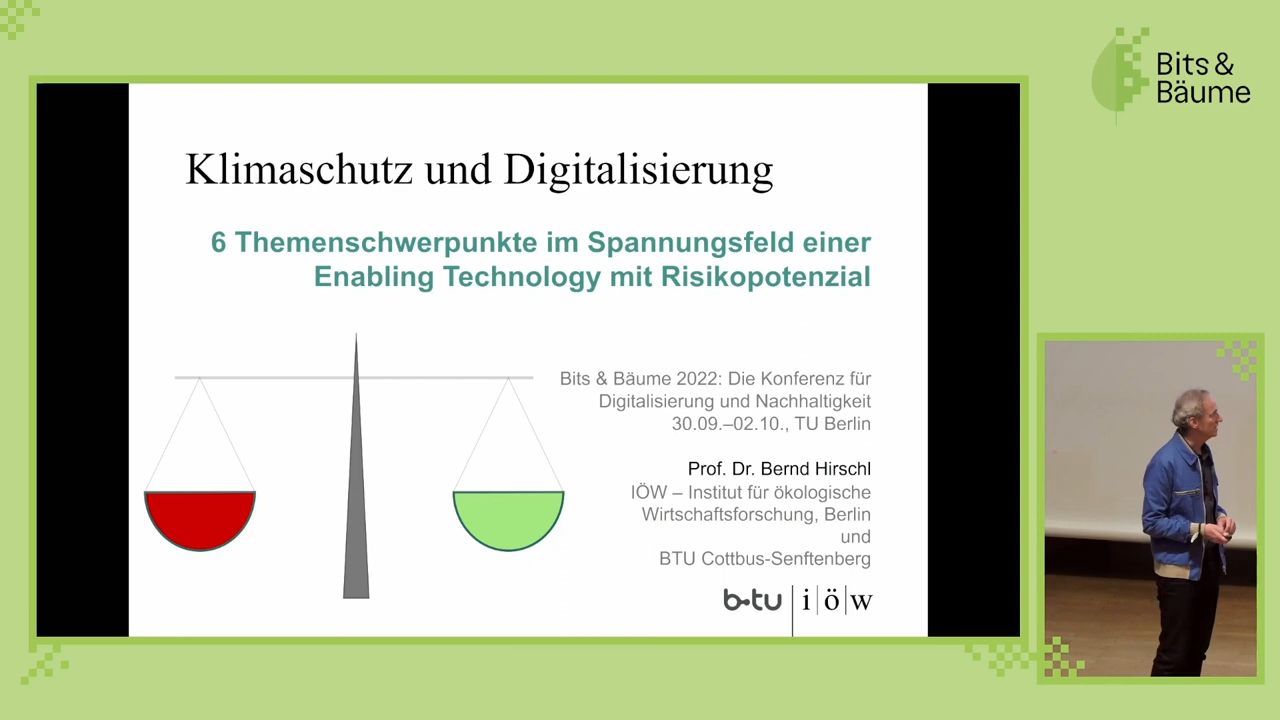 Bits &
Bäume
Klimaschutz und Digitalisierung
6 Themenschwerpunkte im Spannungsfeld einer
Enabling Technology mit Risikopotenzial
Bits & Bäume 2022: Die Konferenz für
Digitalisierung und Nachhaltigkeit
30.09.–02.10., TU Berlin
Prof. Dr. Bernd Hirschl
IÖW – Institut für ökologische
Wirtschaftsforschung, Berlin
und
BTU Cottbus-Senftenberg
b-tu i|ö|w